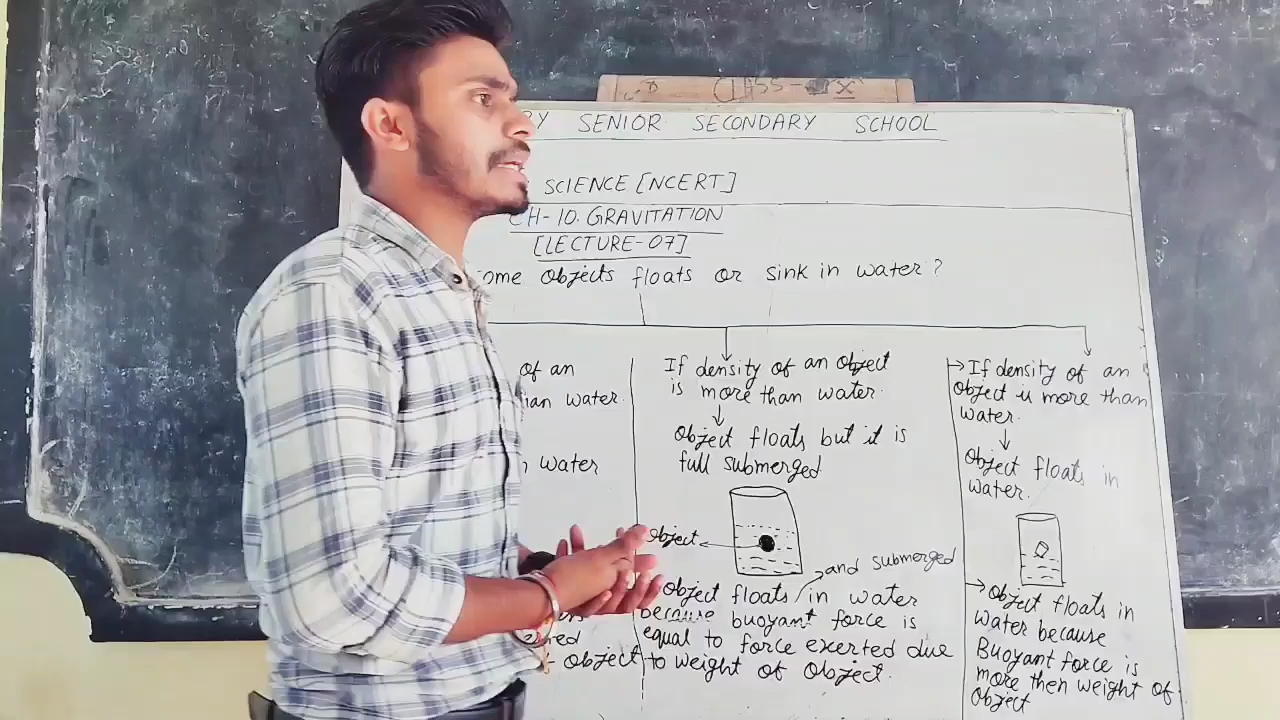 CLASS - IX
RY SENIOR SECONDARY SCHOOL
SCIENCE [NCERT]
CH-10. GRAVITATION
[LECTURE-07]
ome objects floats or sink in water?
of an
than water.
water
object to
If density of an object
is more than water.
Object floats but it is
full submerged
object
and submerged
Object floats in water
because buoyant force is
equal to force exerted due
to weight of object.
If density of an
object is more than
water.
Object floats in
water.
Object floats in
water because
Buoyant force is
more then weight of
object